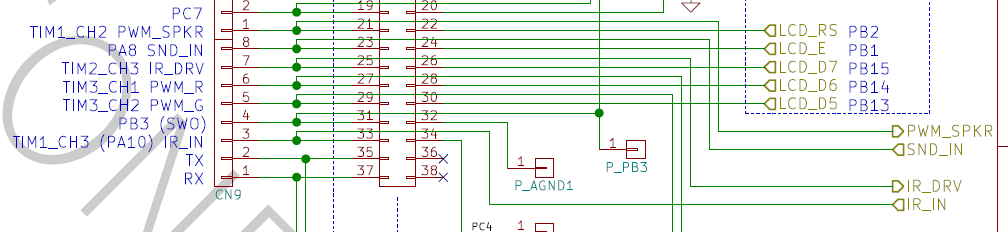 2 19 20
PC7
TIM1_CH2 PWM_SPKR 1 21 22 LCD_RS PB2
PA8 SND_IN 8 23 24 LCD_E PB1
TIM2_CH3 IR_DRV 7 25 26 LCD_D7 PB15
TIM3_CH1 PWM_R 6 27 28 LCD_D6 PB14
TIM3_CH2 PWM_G 5 29 30 LCD_D5 PB13
PB3 (SWO) 4 31 32
PWM_SPKR
TIM1_CH3 (PA10) IR_IN 3 33 34 1 SND_IN
TX 2 35 36 1 P_PB3
RX 1 37 38 P_AGND1 IR_DRV
CN9 IR_IN
PC4 1